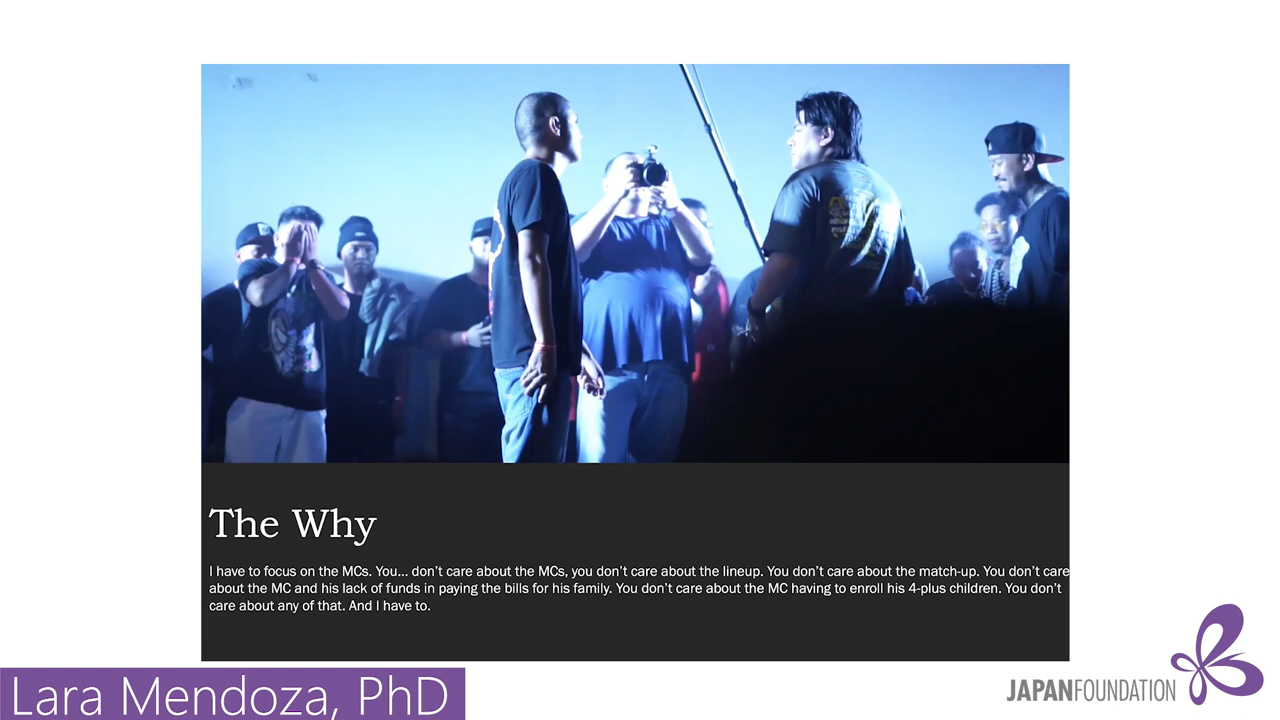 The Why
I have to focus on the MCs. You... don't care about the MCs, you don't care about the lineup. You don't care about the match-up. You don't care
about the MC and his lack of funds in paying the bills for his family. You don't care about the MC having to enroll his 4-plus children. You don't
care about any of that. And I have to.
Lara Mendoza, PhD
JAPANFOUNDATION